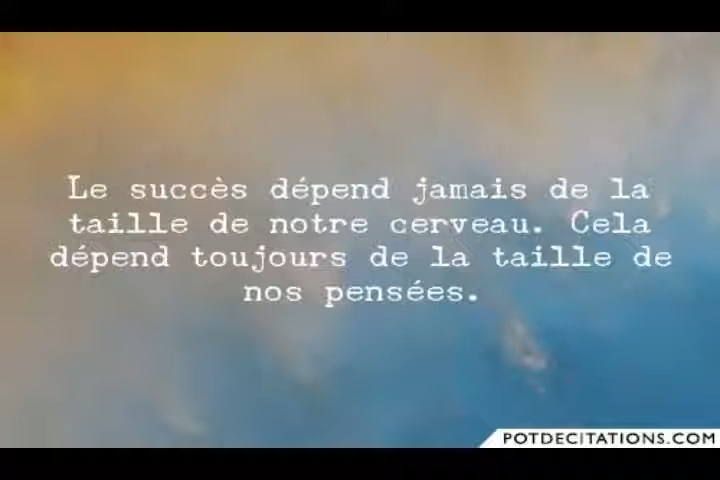 Le succès dépend jamais de la
taille de notre cerveau. Cela
dépend toujours de la taille de
nos pensées.
POTDECITATIONS.COM